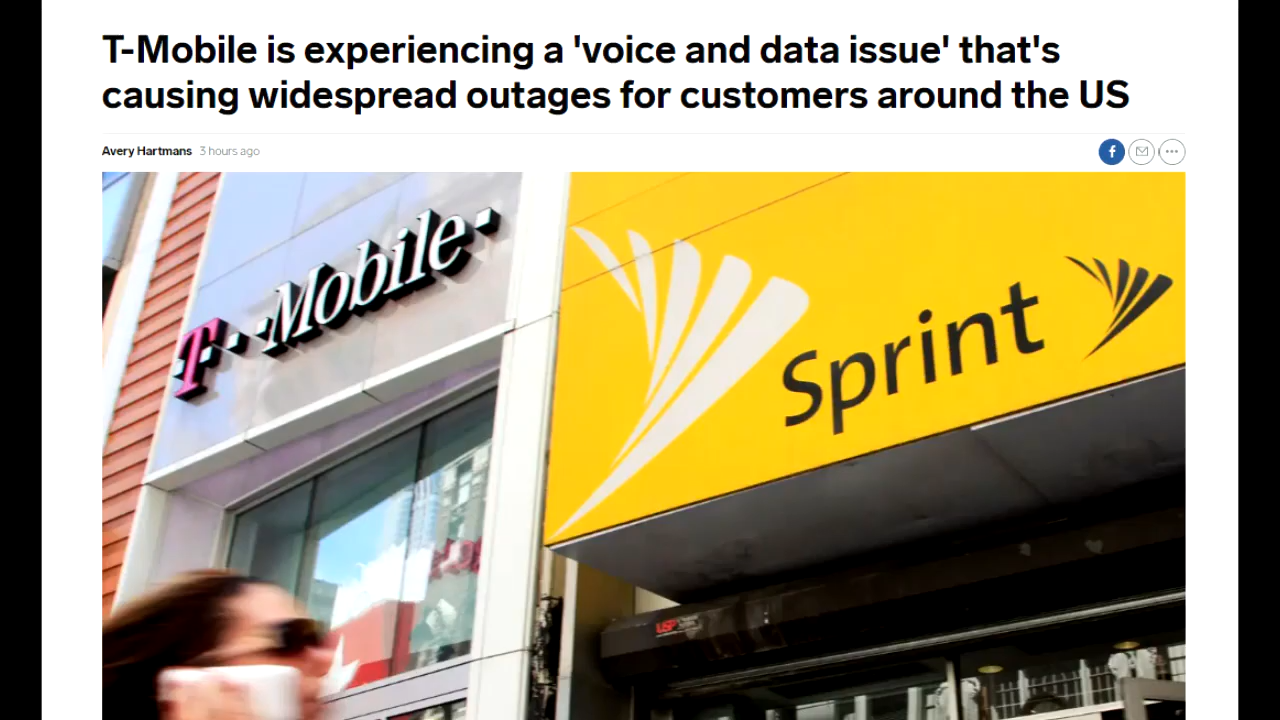 T-Mobile is experiencing a 'voice and data issue' that's
causing widespread outages for customers around the US
Avery Hartmans 3 hours ago
T-Mobile-
Sprint
USP